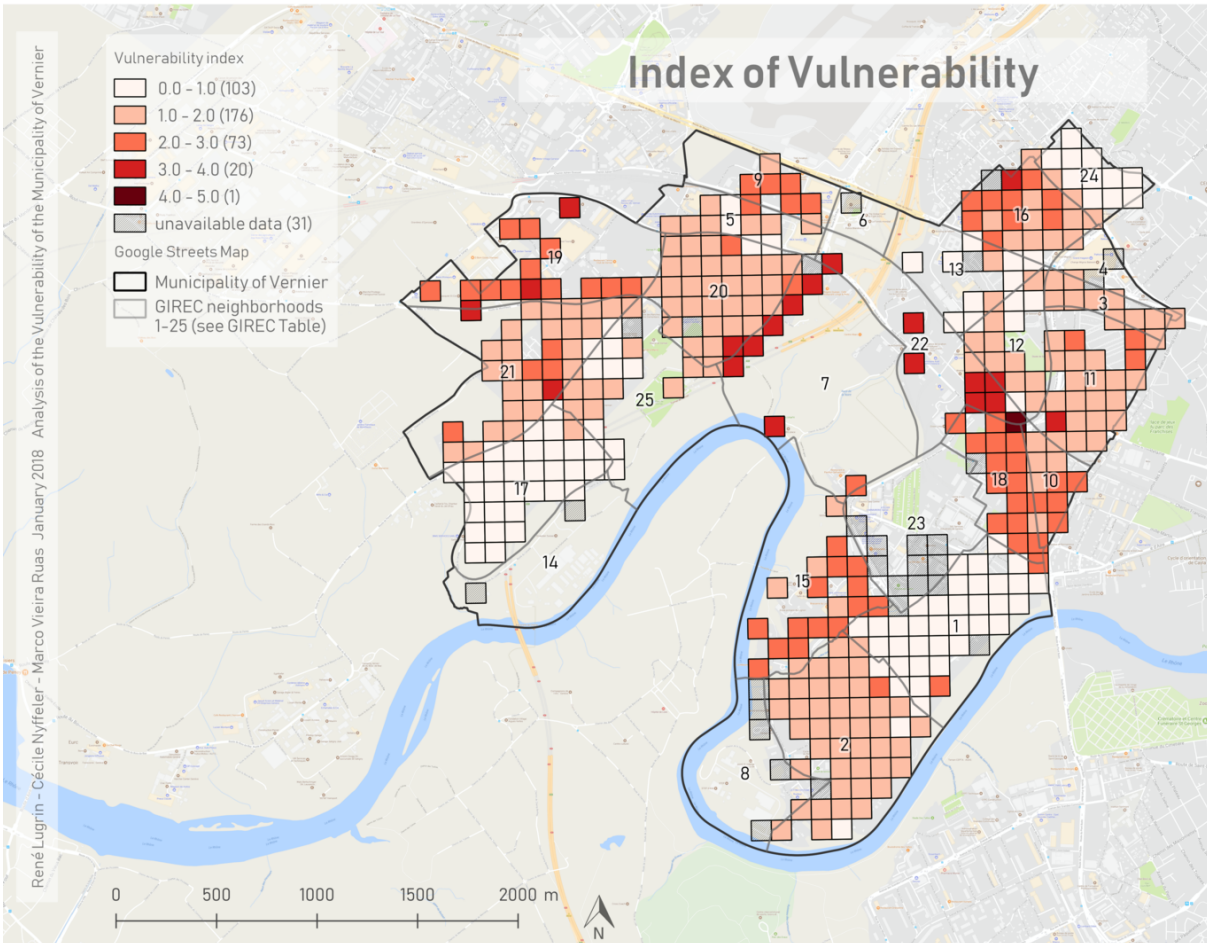 Index of Vulnerability
Vulnerability index
0.0 - 1.0 (103)
1.0 - 2.0 (176)
2.0 - 3.0 (73)
3.0 - 4.0 (20)
4.0 - 5.0 (1)
unavailable data (31)
Google Streets Map
Municipality of Vernier
GIREC neighborhoods
1-25 (see GIREC Table)
René Lugrin - Cécile Nyffeler - Marco Vieira Ruas January 2018 Analysis of the Vulnerability of the Municipality of Vernier
9
24
16
5
6
19
13
4
20
3
22
12
21
7
11
25
17
18
10
23
14
15
1
2
8
0 500 1000 1500 2000 m
N